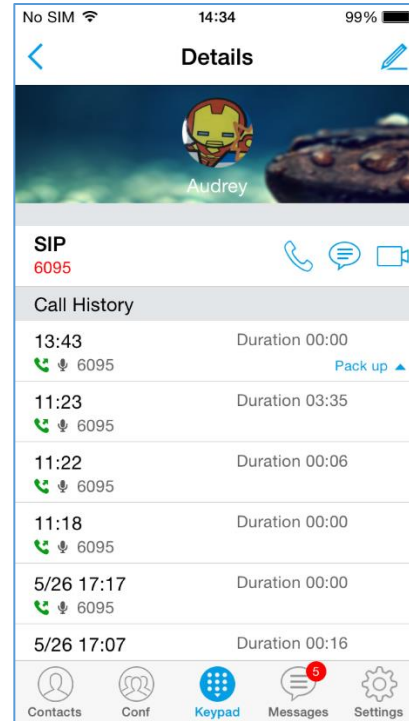 No SIM 14:34 99%
Details
Audrey
SIP
6095
Call History
13:43 Duration 00:00
6095 Pack up
11:23 Duration 03:35
6095
11:22 Duration 00:06
6095
11:18 Duration 00:00
6095
5/26 17:17 Duration 00:00
6095
5/26 17:07 Duration 00:16
5
Contacts Conf Keypad Messages Settings